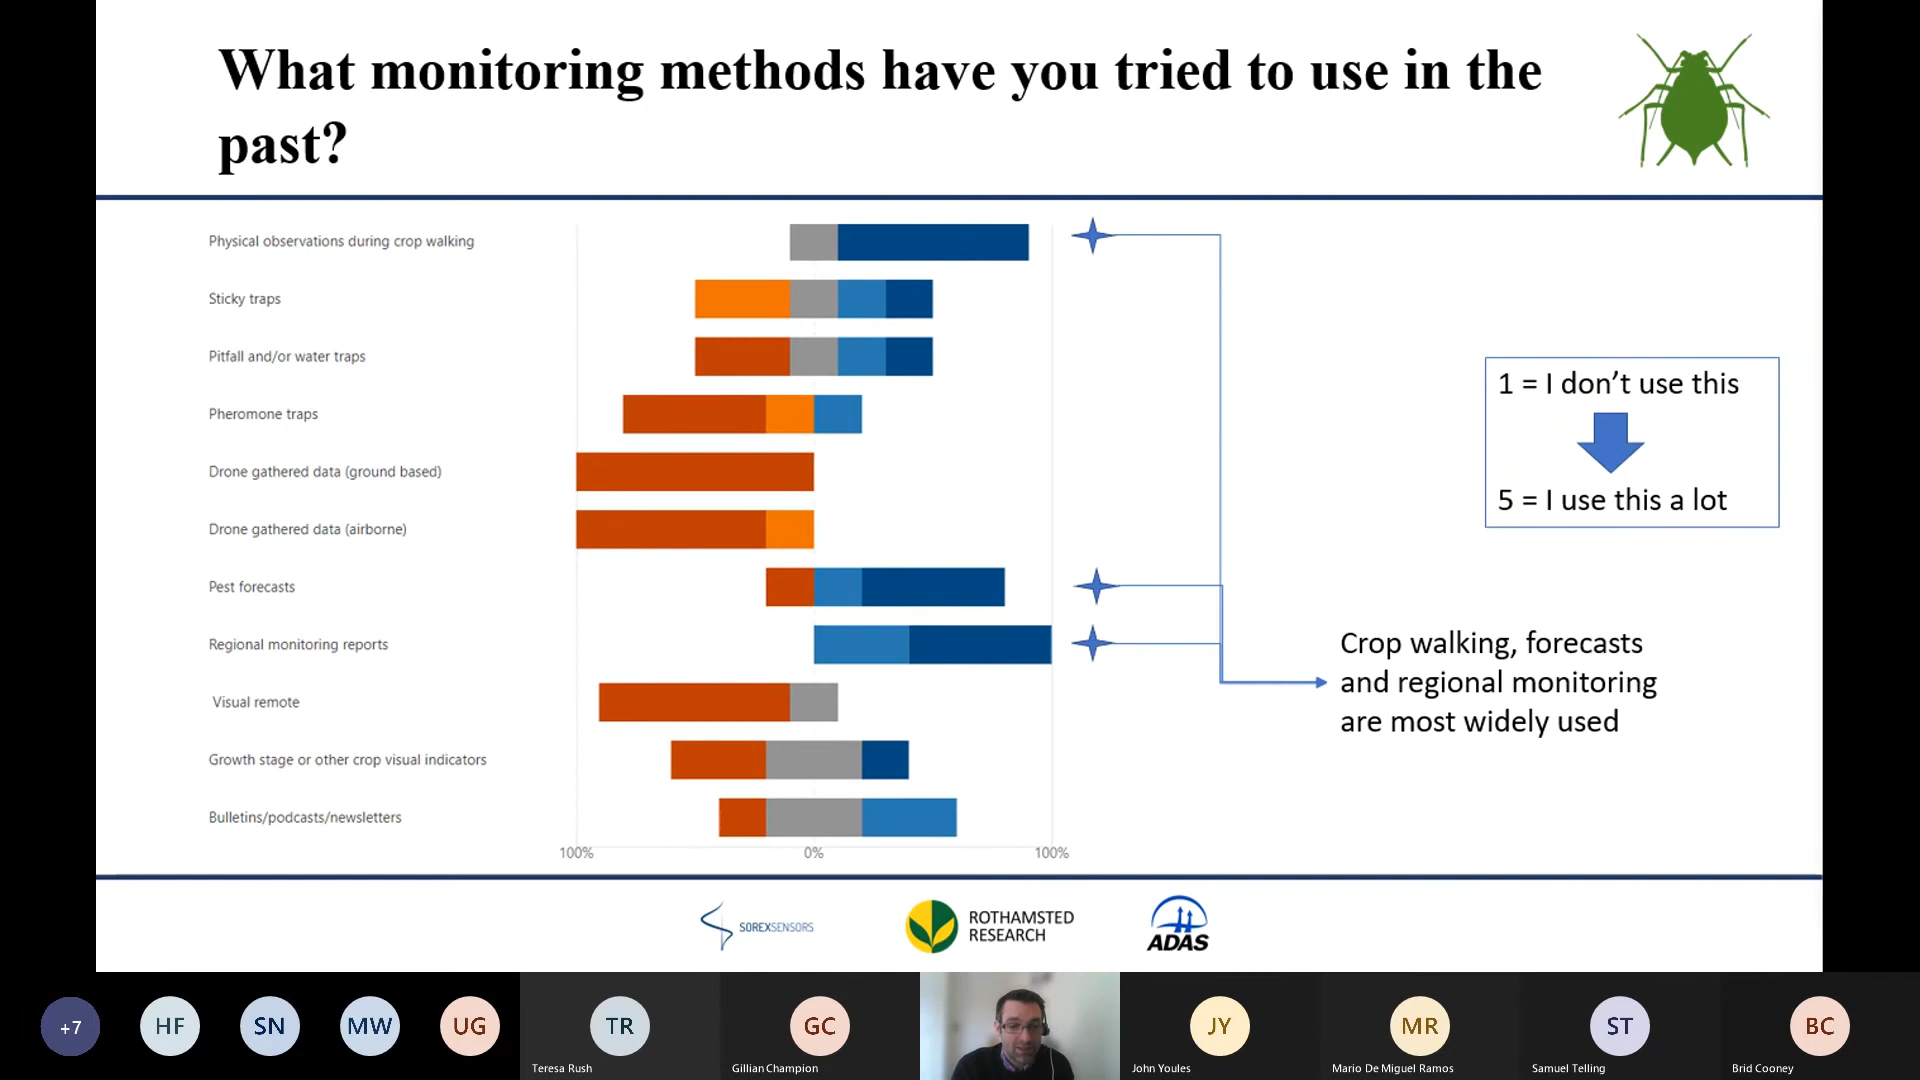 What monitoring methods have you tried to use in the
past?
Physical observations during crop walking
Sticky traps
Pitfall and/or water traps
Pheromone traps
Drone gathered data (ground based)
Drone gathered data (airborne)
Pest forecasts
Regional monitoring reports
Visual remote
Growth stage or other crop visual indicators
Bulletins/podcasts/newsletters
100%
0%
100%
1 = I don’t use this
5 = I use this a lot
Crop walking, forecasts
and regional monitoring
are most widely used
SOREXSENSORS
ROTHAMSTED
RESEARCH
ADAS
+7
HF
SN
MW
UG
TR
Teresa Rush
GC
Gillian Champion
JY
John Youles
MR
Mario De Miguel Ramos
ST
Samuel Telling
BC
Brid Cooney